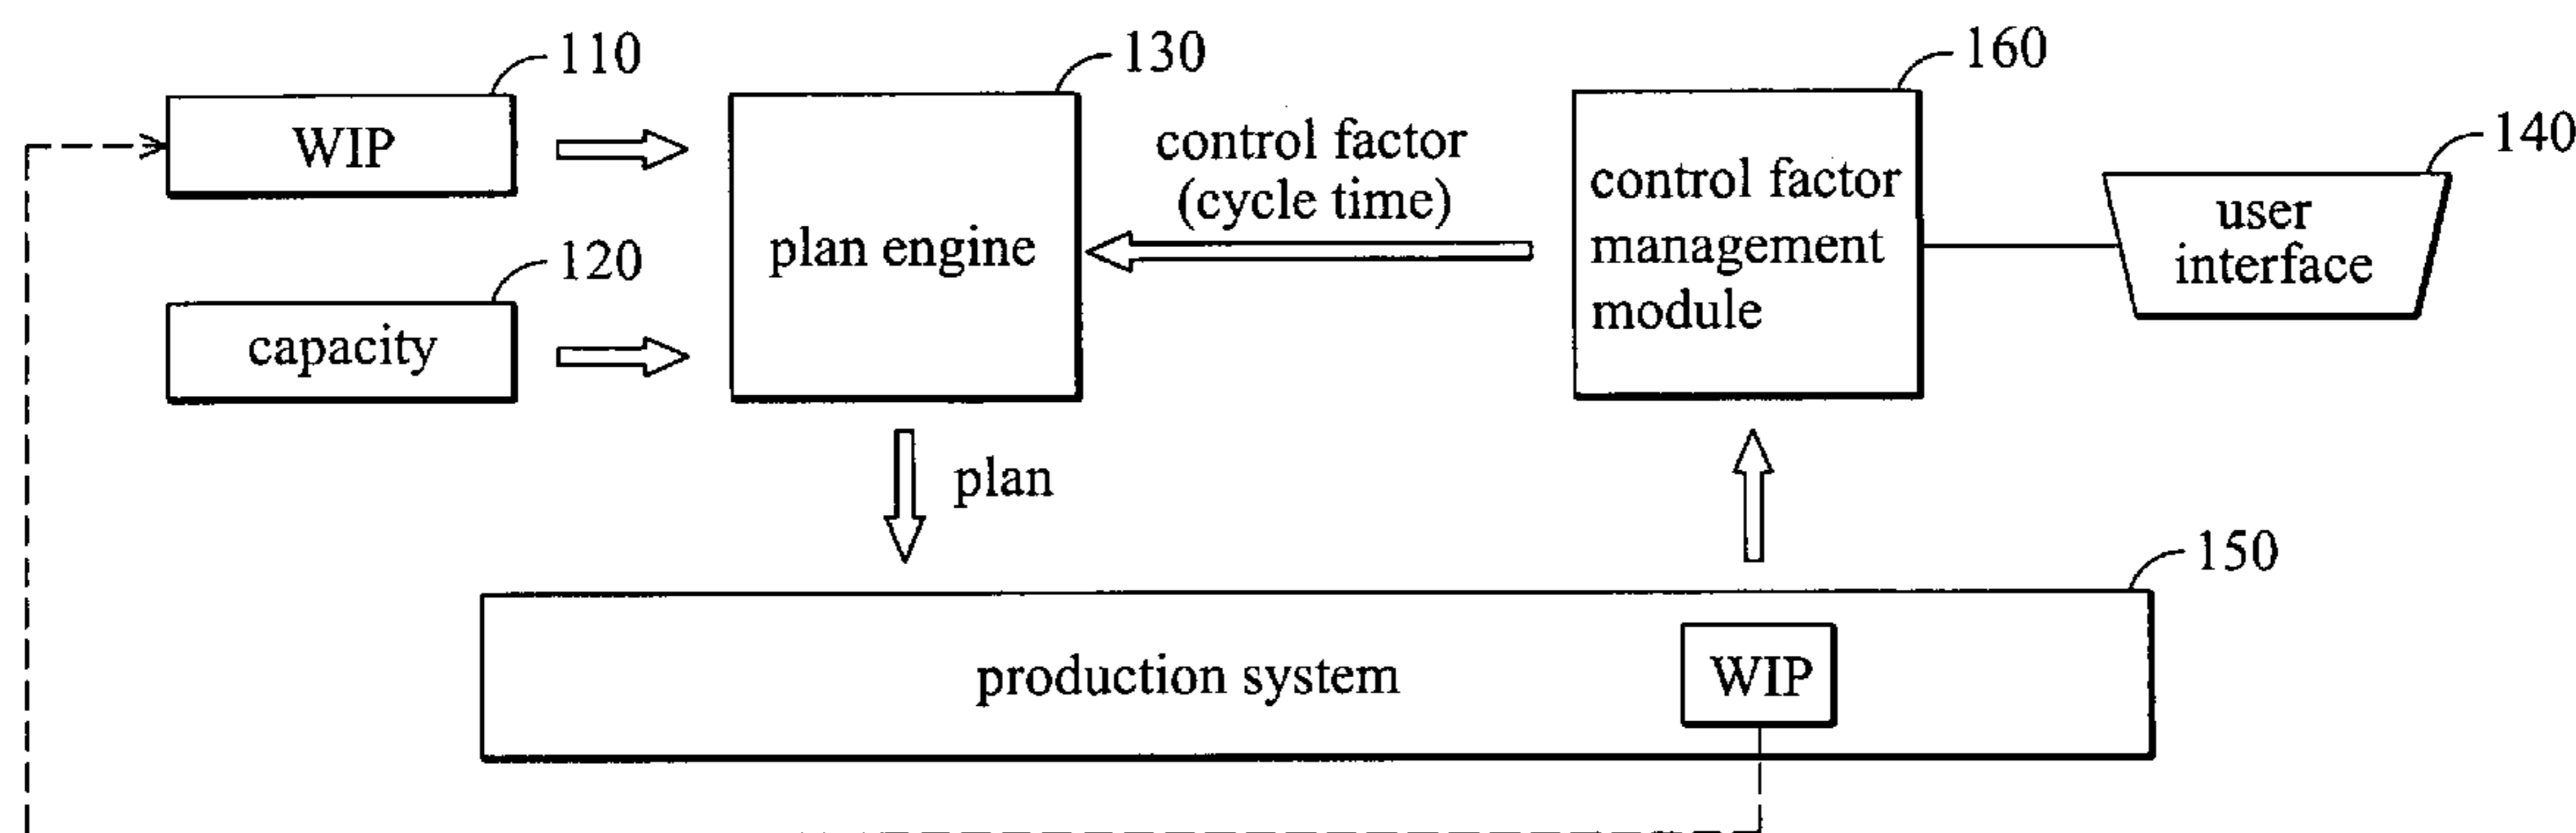 110
130
160
WIP
control factor
(cycle time)
140
control factor
management
module
user
interface
plan engine
120
capacity
plan
150
production system
WIP